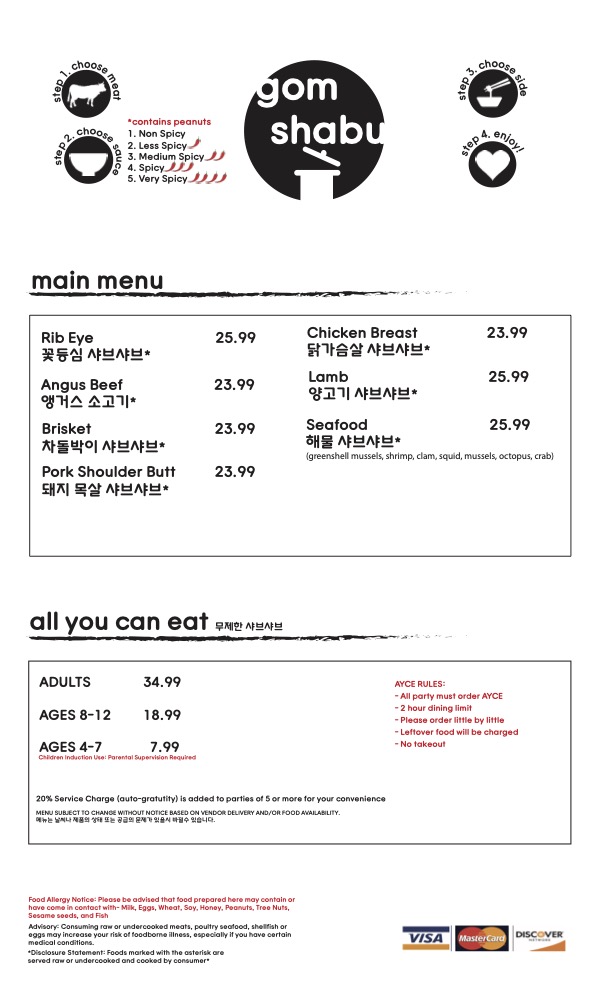 step 1. choose meat
step 2. choose sauce
*contains peanuts
1. Non Spicy
2. Less Spicy
3. Medium Spicy
4. Spicy
5. Very Spicy
gom
shabu
step 3. choose side
step 4. enjoy!
main menu
Rib Eye 25.99
꽃등심 샤브샤브*
Angus Beef 23.99
앵거스 소고기*
Brisket 23.99
차돌박이 샤브샤브*
Pork Shoulder Butt 23.99
돼지 목살 샤브샤브*
Chicken Breast 23.99
닭가슴살 샤브샤브*
Lamb 25.99
양고기 샤브샤브*
Seafood 25.99
해물 샤브샤브*
(greenshell mussels, shrimp, clam, squid, mussels, octopus, crab)
all you can eat 무제한 샤브샤브
ADULTS 34.99
AGES 8-12 18.99
AGES 4-7 7.99
Children Induction Use: Parental Supervision Required
AYCE RULES:
- All party must order AYCE
- 2 hour dining limit
- Please order little by little
- Leftover food will be charged
- No takeout
20% Service Charge (auto-gratutity) is added to parties of 5 or more for your convenience
MENU SUBJECT TO CHANGE WITHOUT NOTICE BASED ON VENDOR DELIVERY AND/OR FOOD AVAILABILITY.
메뉴는 날씨나 제품의 상태 또는 공급의 문제가 있을시 바뀔수 있습니다.
Food Allergy Notice: Please be advised that food prepared here may contain or
have come in contact with- Milk, Eggs, Wheat, Soy, Honey, Peanuts, Tree Nuts,
Sesame seeds, and Fish
Advisory: Consuming raw or undercooked meats, poultry seafood, shellfish or
eggs may increase your risk of foodborne illness, especially if you have certain
medical conditions.
*Disclosure Statement: Foods marked with the asterisk are
served raw or undercooked and cooked by consumer*
VISA
MasterCard
DISCOVER
NETWORK